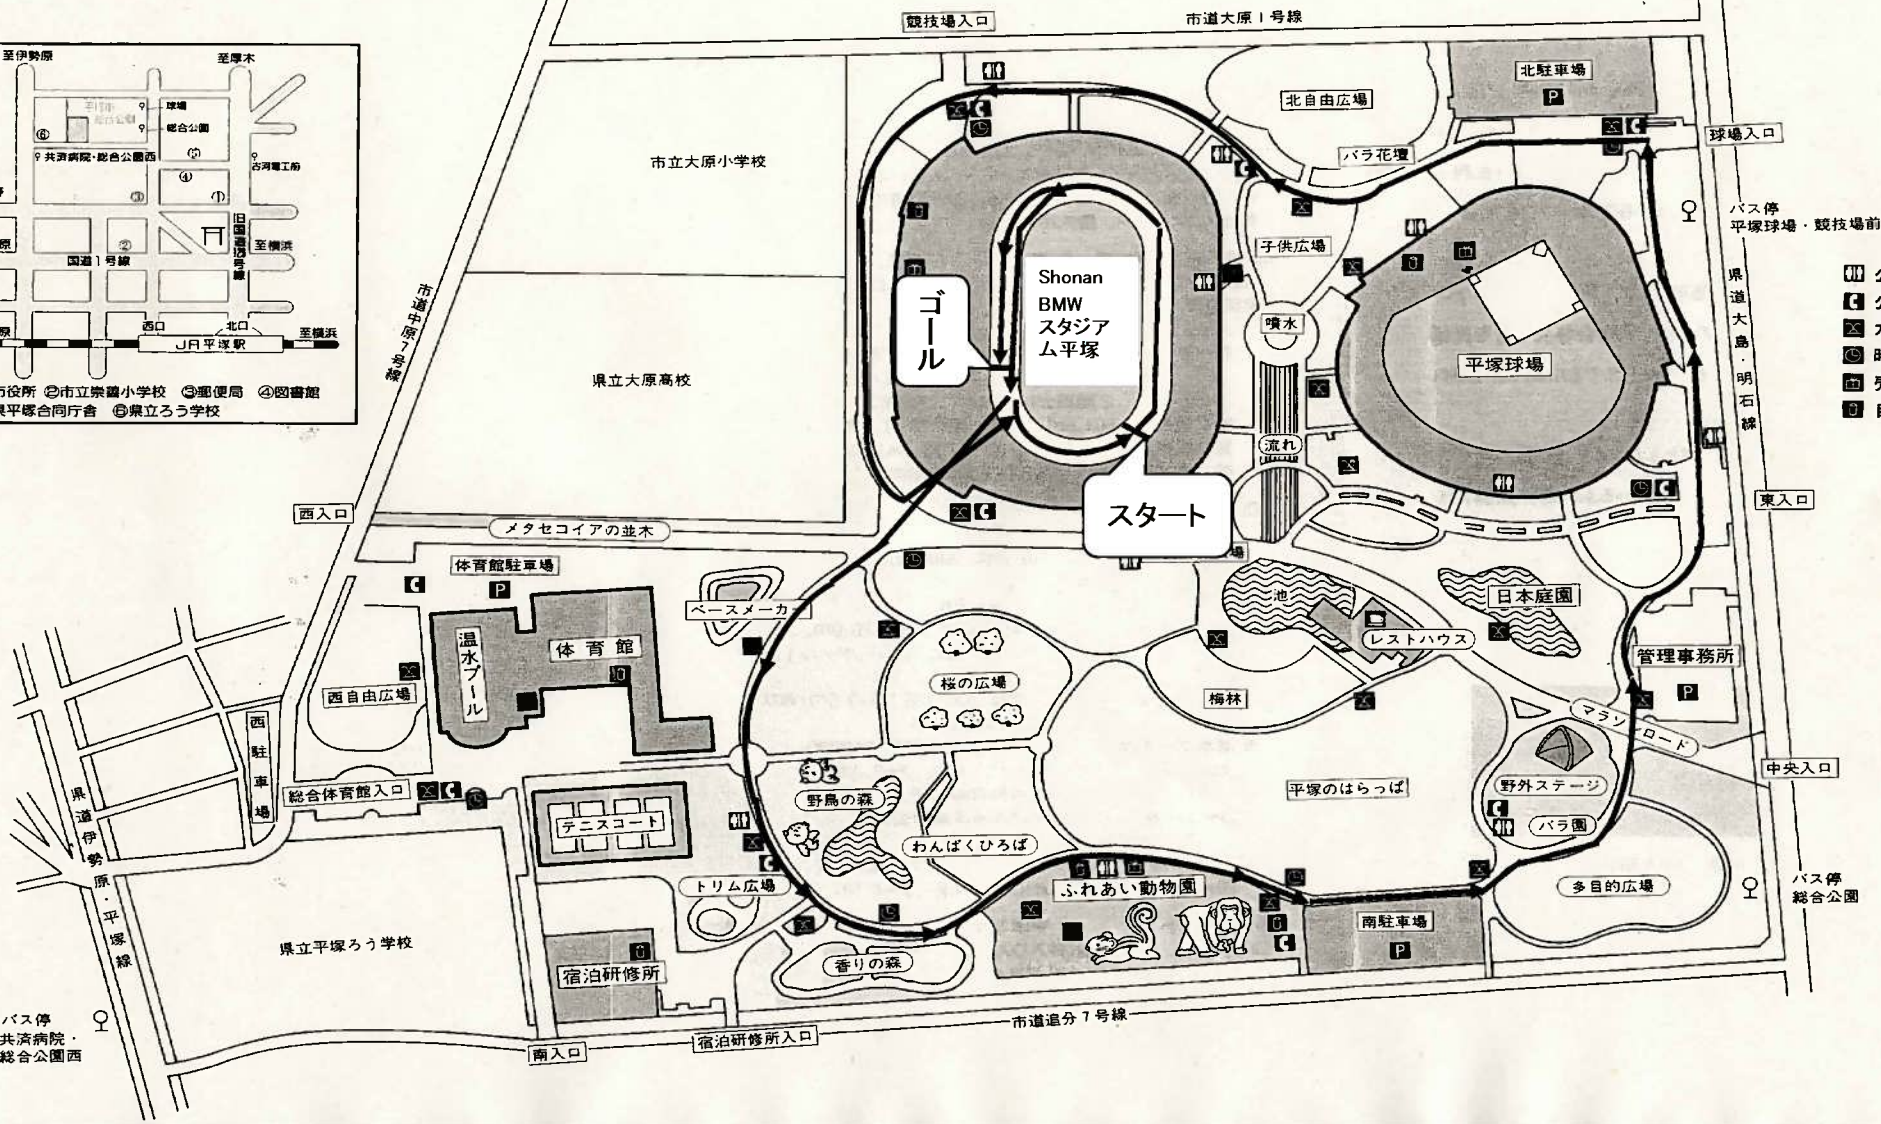 競技場入口
市道大原1号線
至伊勢原
至厚木
球場
総合公園
⑥
共済病院・総合公園西
古河電工前
⑤
④
③
①
②
旧国道129号線
至横浜
国道1号線
西口
北口
至横浜
JR平塚駅
市役所 ②市立崇善小学校 ③郵便局 ④図書館
県平塚合同庁舎 ⑥県立ろう学校
北駐車場
P
北自由広場
球場入口
バラ花壇
市立大原小学校
バス停
平塚球場・競技場前
子供広場
市道中原7号線
県道大島・明石線
ゴール
Shonan
BMW
スタジア
ム平塚
噴水
平塚球場
県立大原高校
流れ
西入口
メタセコイアの並木
スタート
場
東入口
体育館駐車場
P
ペースメーカー
池
日本庭園
レストハウス
温水プール
体育館
管理事務所
P
西自由広場
桜の広場
梅林
マラソンロード
西駐車場
中央入口
総合体育館入口
野鳥の森
平塚のはらっぱ
野外ステージ
テニスコート
バラ園
わんぱくひろば
県道伊勢原・平塚線
トリム広場
ふれあい動物園
多目的広場
バス停
総合公園
南駐車場
P
県立平塚ろう学校
宿泊研修所
香りの森
バス停
共済病院・
総合公園西
市道追分7号線
南入口
宿泊研修所入口